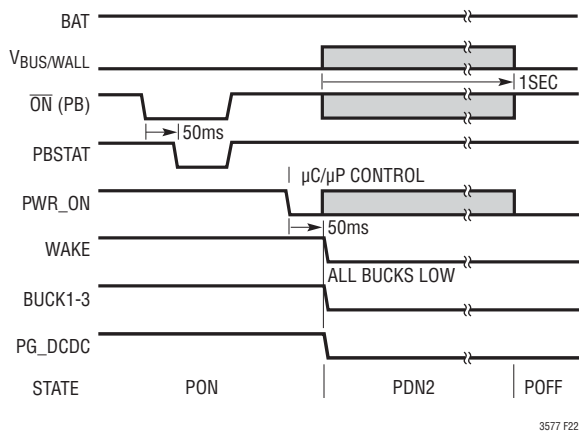 BAT
VBUS/WALL
1SEC
ON (PB)
50ms
PBSTAT
µC/µP CONTROL
PWR_ON
50ms
WAKE
ALL BUCKS LOW
BUCK1-3
PG_DCDC
STATE PON PDN2 POFF
3577 F22